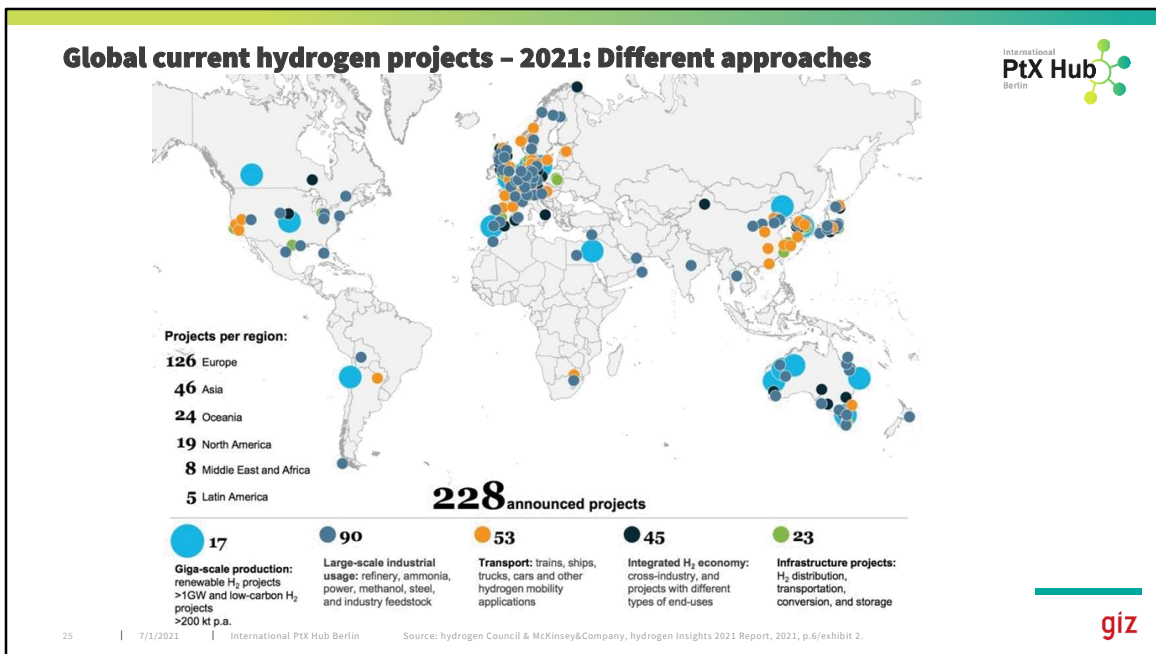 Global current hydrogen projects – 2021: Different approaches
International
PtX Hub
Berlin
Projects per region:
126 Europe
46 Asia
24 Oceania
19 North America
8 Middle East and Africa
5 Latin America
228 announced projects
17
Giga-scale production:
renewable H₂ projects
>1GW and low-carbon H₂
projects
>200 kt p.a.
90
Large-scale industrial
usage: refinery, ammonia,
power, methanol, steel,
and industry feedstock
53
Transport: trains, ships,
trucks, cars and other
hydrogen mobility
applications
45
Integrated H₂ economy:
cross-industry, and
projects with different
types of end-uses
23
Infrastructure projects:
H₂ distribution,
transportation,
conversion, and storage
25 | 7/1/2021 | International PtX Hub Berlin Source: hydrogen Council & McKinsey&Company, hydrogen Insights 2021 Report, 2021, p.6/exhibit 2.
giz